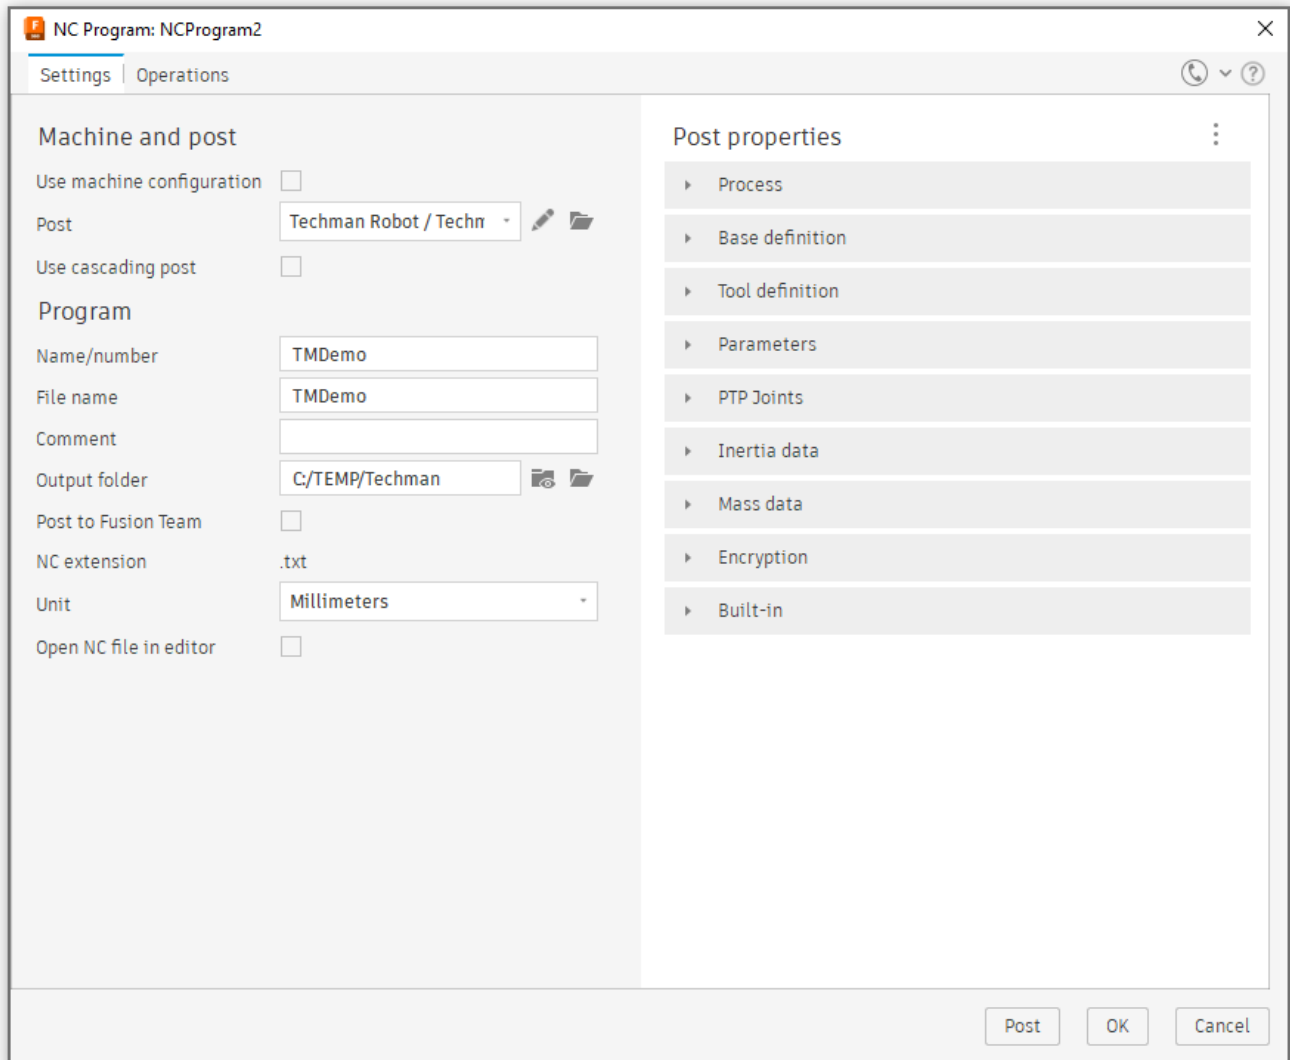 NC Program: NCProgram2
Settings
Operations
Machine and post
Use machine configuration
Post
Techman Robot / Techm
Use cascading post
Program
Name/number
TMDemo
File name
TMDemo
Comment
Output folder
C:/TEMP/Techman
Post to Fusion Team
NC extension
.txt
Unit
Millimeters
Open NC file in editor
Post properties
Process
Base definition
Tool definition
Parameters
PTP Joints
Inertia data
Mass data
Encryption
Built-in
Post
OK
Cancel